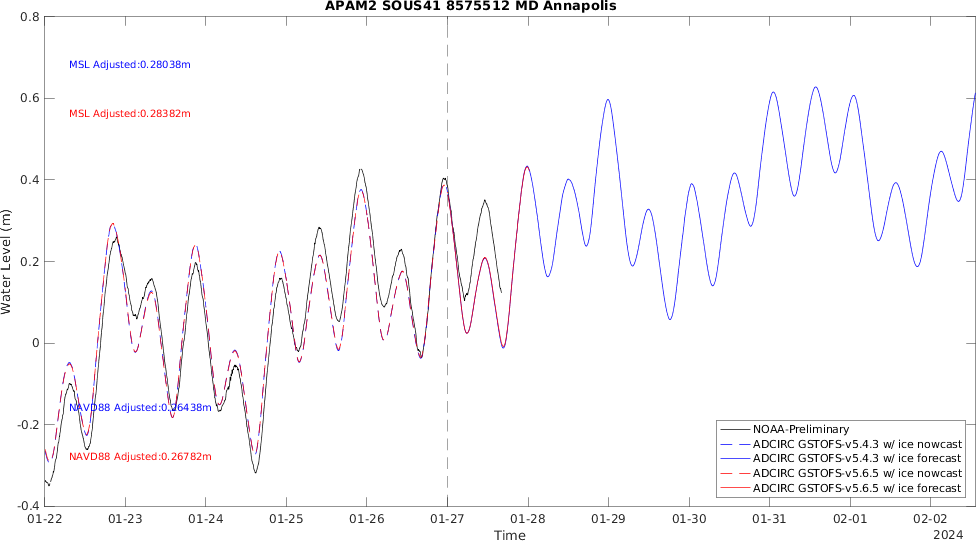 APAM2 SOUS41 8575512 MD Annapolis
0.8
0.6
0.4
0.2
0
-0.2
-0.4
Water Level (m)
MSL Adjusted:0.28038m
MSL Adjusted:0.28382m
NAVD88 Adjusted:0.26438m
NAVD88 Adjusted:0.26782m
NOAA-Preliminary
ADCIRC GSTOFS-v5.4.3 w/ ice nowcast
ADCIRC GSTOFS-v5.4.3 w/ ice forecast
ADCIRC GSTOFS-v5.6.5 w/ ice nowcast
ADCIRC GSTOFS-v5.6.5 w/ ice forecast
01-22 01-23 01-24 01-25 01-26 01-27 01-28 01-29 01-30 01-31 02-01 02-02
2024
Time